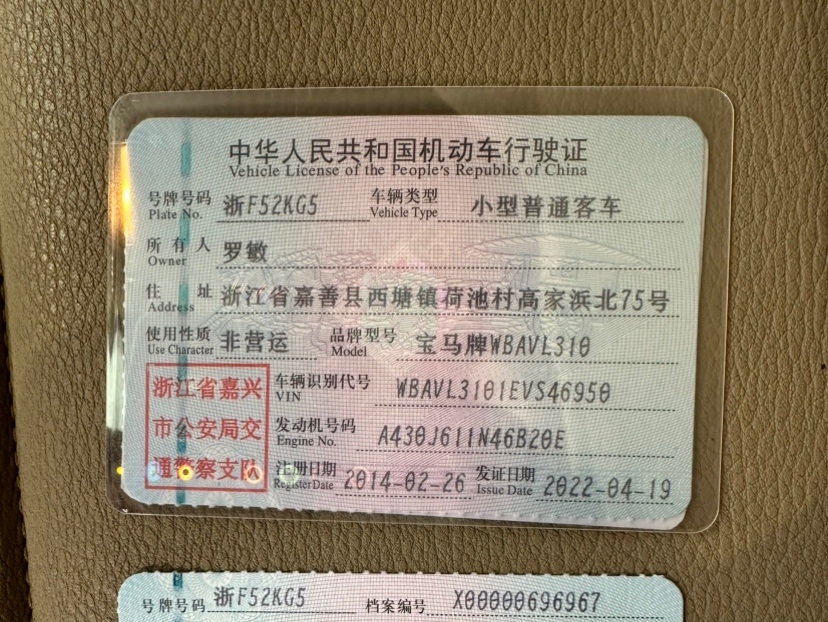 中华人民共和国机动车行驶证
Vehicle License of the People's Republic of China
号牌号码 浙F52KG5 车辆类型 小型普通客车
Plate No. Vehicle Type
所有人 罗敏
Owner
住址 浙江省嘉善县西塘镇荷池村高家浜北75号
Address
使用性质 非营运 品牌型号 宝马牌WBAVL310
Use Character Model
浙江省嘉兴
市公安局交
通警察支队
车辆识别代号 WBAVL3101EVS46950
VIN
发动机号码 A430J611N46B20E
Engine No.
注册日期 2014-02-26 发证日期 2022-04-19
Register Date Issue Date
号牌号码 浙F52KG5 档案编号 X00000696967